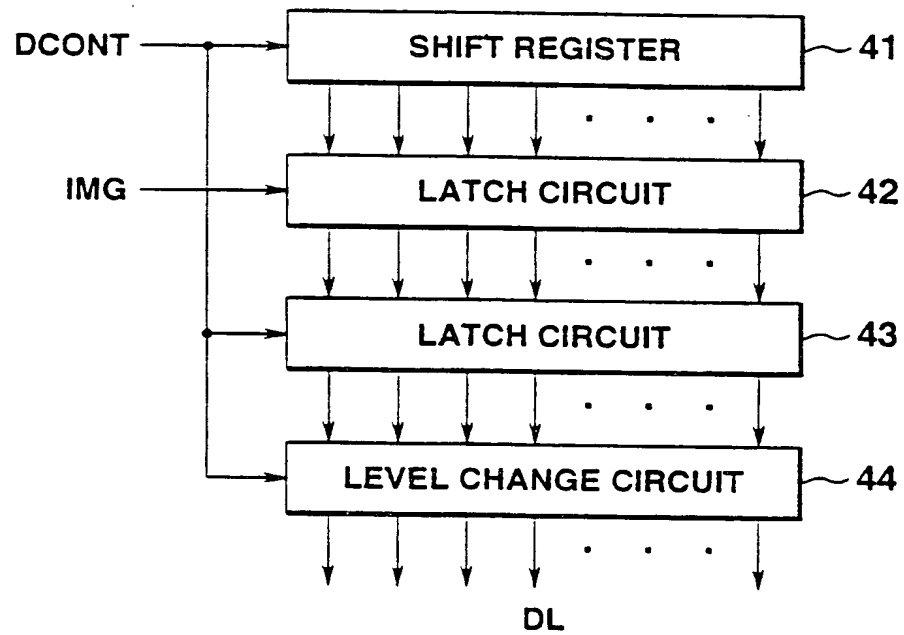 DCONT
SHIFT REGISTER
41
IMG
LATCH CIRCUIT
42
LATCH CIRCUIT
43
LEVEL CHANGE CIRCUIT
44
DL